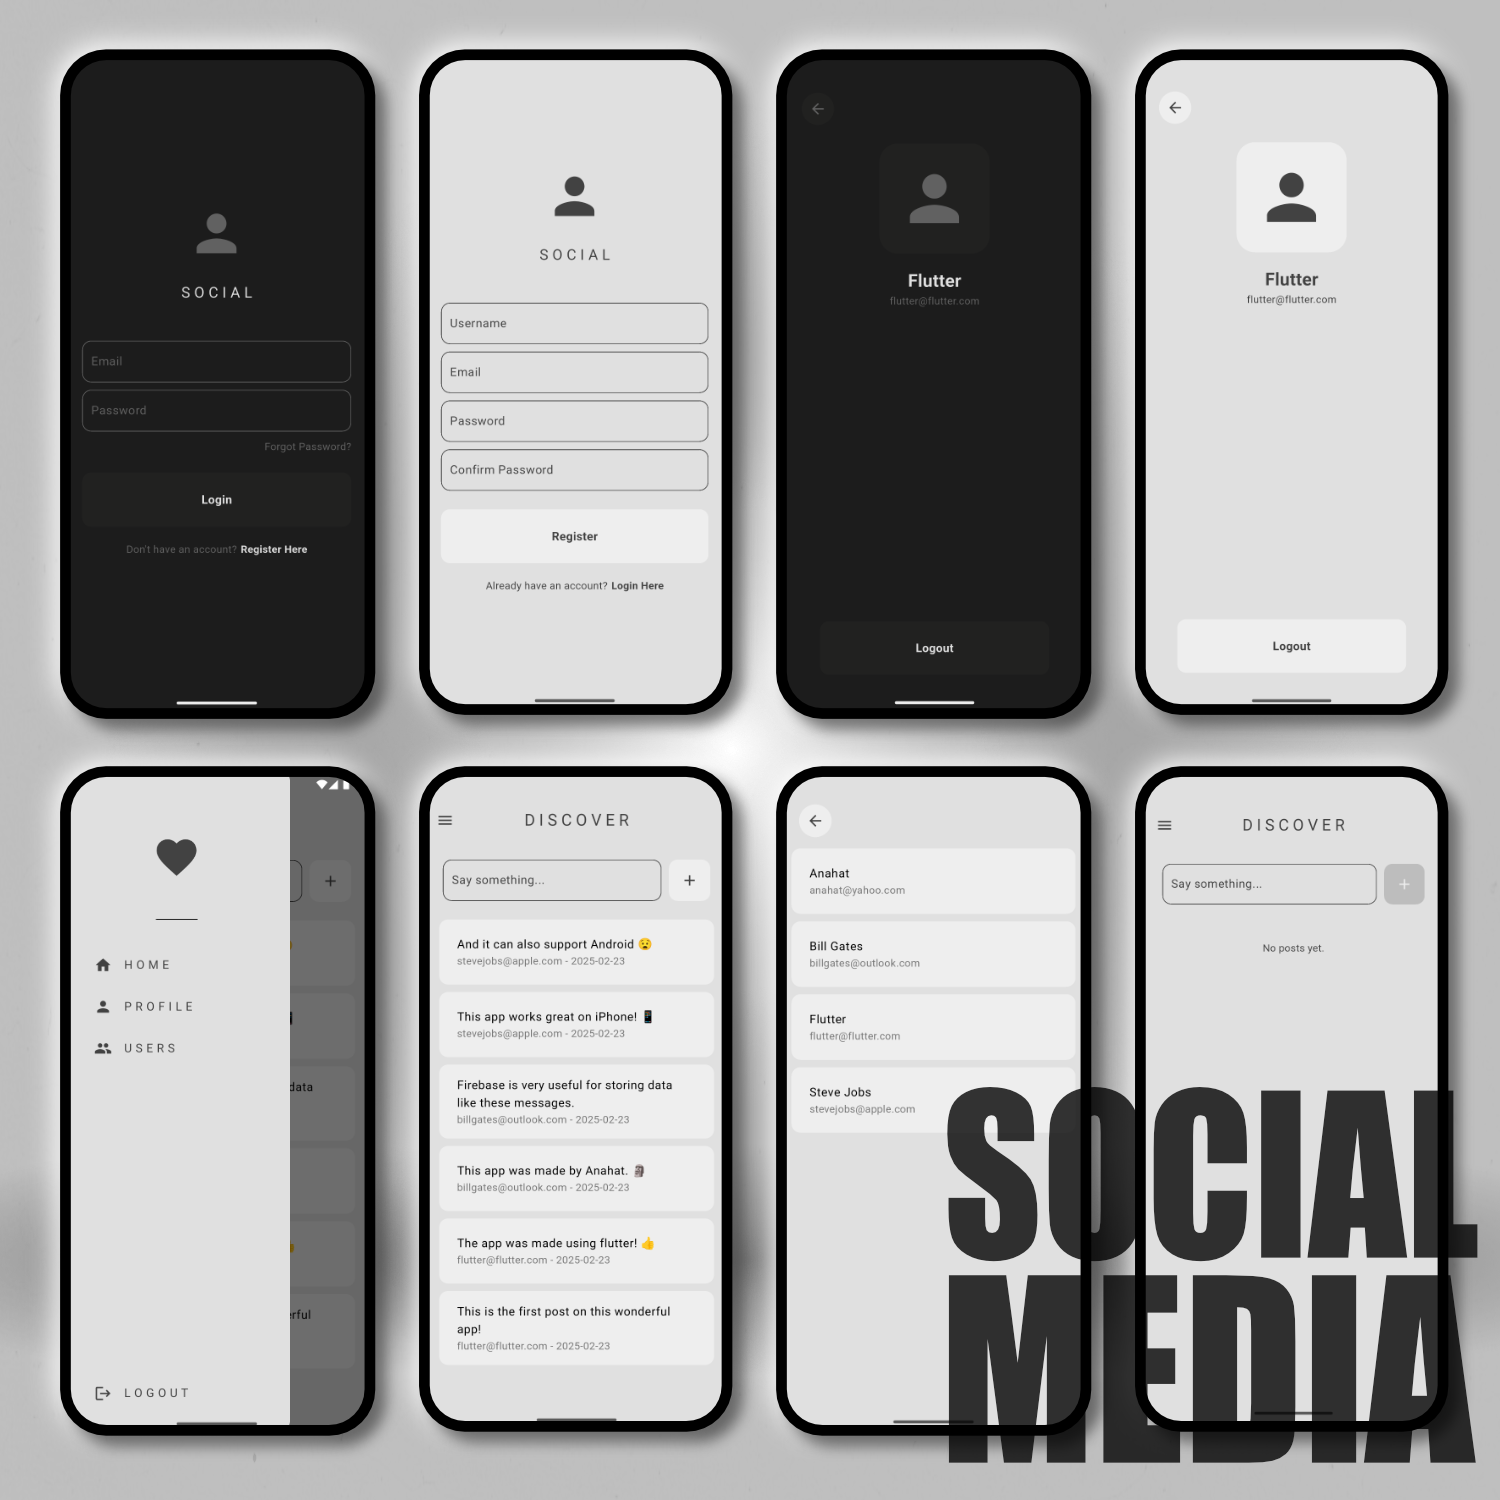 SOCIAL
Email
Password
Forgot Password?
Login
Don't have an account? Register Here
SOCIAL
Username
Email
Password
Confirm Password
Register
Already have an account? Login Here
Flutter
flutter@flutter.com
Logout
Flutter
flutter@flutter.com
Logout
HOME
PROFILE
USERS
LOGOUT
data
erful
DISCOVER
Say something...
And it can also support Android 😧
stevejobs@apple.com - 2025-02-23
This app works great on iPhone! 📱
stevejobs@apple.com - 2025-02-23
Firebase is very useful for storing data
like these messages.
billgates@outlook.com - 2025-02-23
This app was made by Anahat. 🗿
billgates@outlook.com - 2025-02-23
The app was made using flutter! 👍
flutter@flutter.com - 2025-02-23
This is the first post on this wonderful
app!
flutter@flutter.com - 2025-02-23
Anahat
anahat@yahoo.com
Bill Gates
billgates@outlook.com
Flutter
flutter@flutter.com
Steve Jobs
stevejobs@apple.com
DISCOVER
Say something...
No posts yet.
SOCIAL
MEDIA